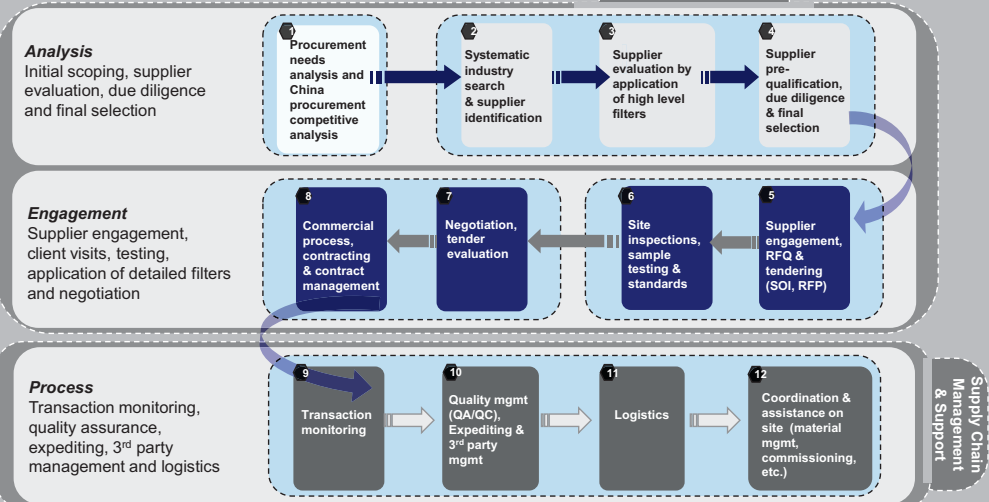 Analysis
Initial scoping, supplier
evaluation, due diligence
and final selection
1
Procurement
needs
analysis and
China
procurement
competitive
analysis
2
Systematic
industry
search
& supplier
identification
3
Supplier
evaluation by
application
of high level
filters
4
Supplier
pre-
qualification,
due diligence
& final
selection
Engagement
Supplier engagement,
client visits, testing,
application of detailed filters
and negotiation
8
Commercial
process,
contracting
& contract
management
7
Negotiation,
tender
evaluation
6
Site
inspections,
sample
testing &
standards
5
Supplier
engagement,
RFQ &
tendering
(SOI, RFP)
Process
Transaction monitoring,
quality assurance,
expediting, 3rd party
management and logistics
9
Transaction
monitoring
10
Quality mgmt
(QA/QC),
Expediting &
3rd party
mgmt
11
Logistics
12
Coordination &
assistance on
site (material
mgmt,
commissioning,
etc.)
Supply Chain
Management
& Support